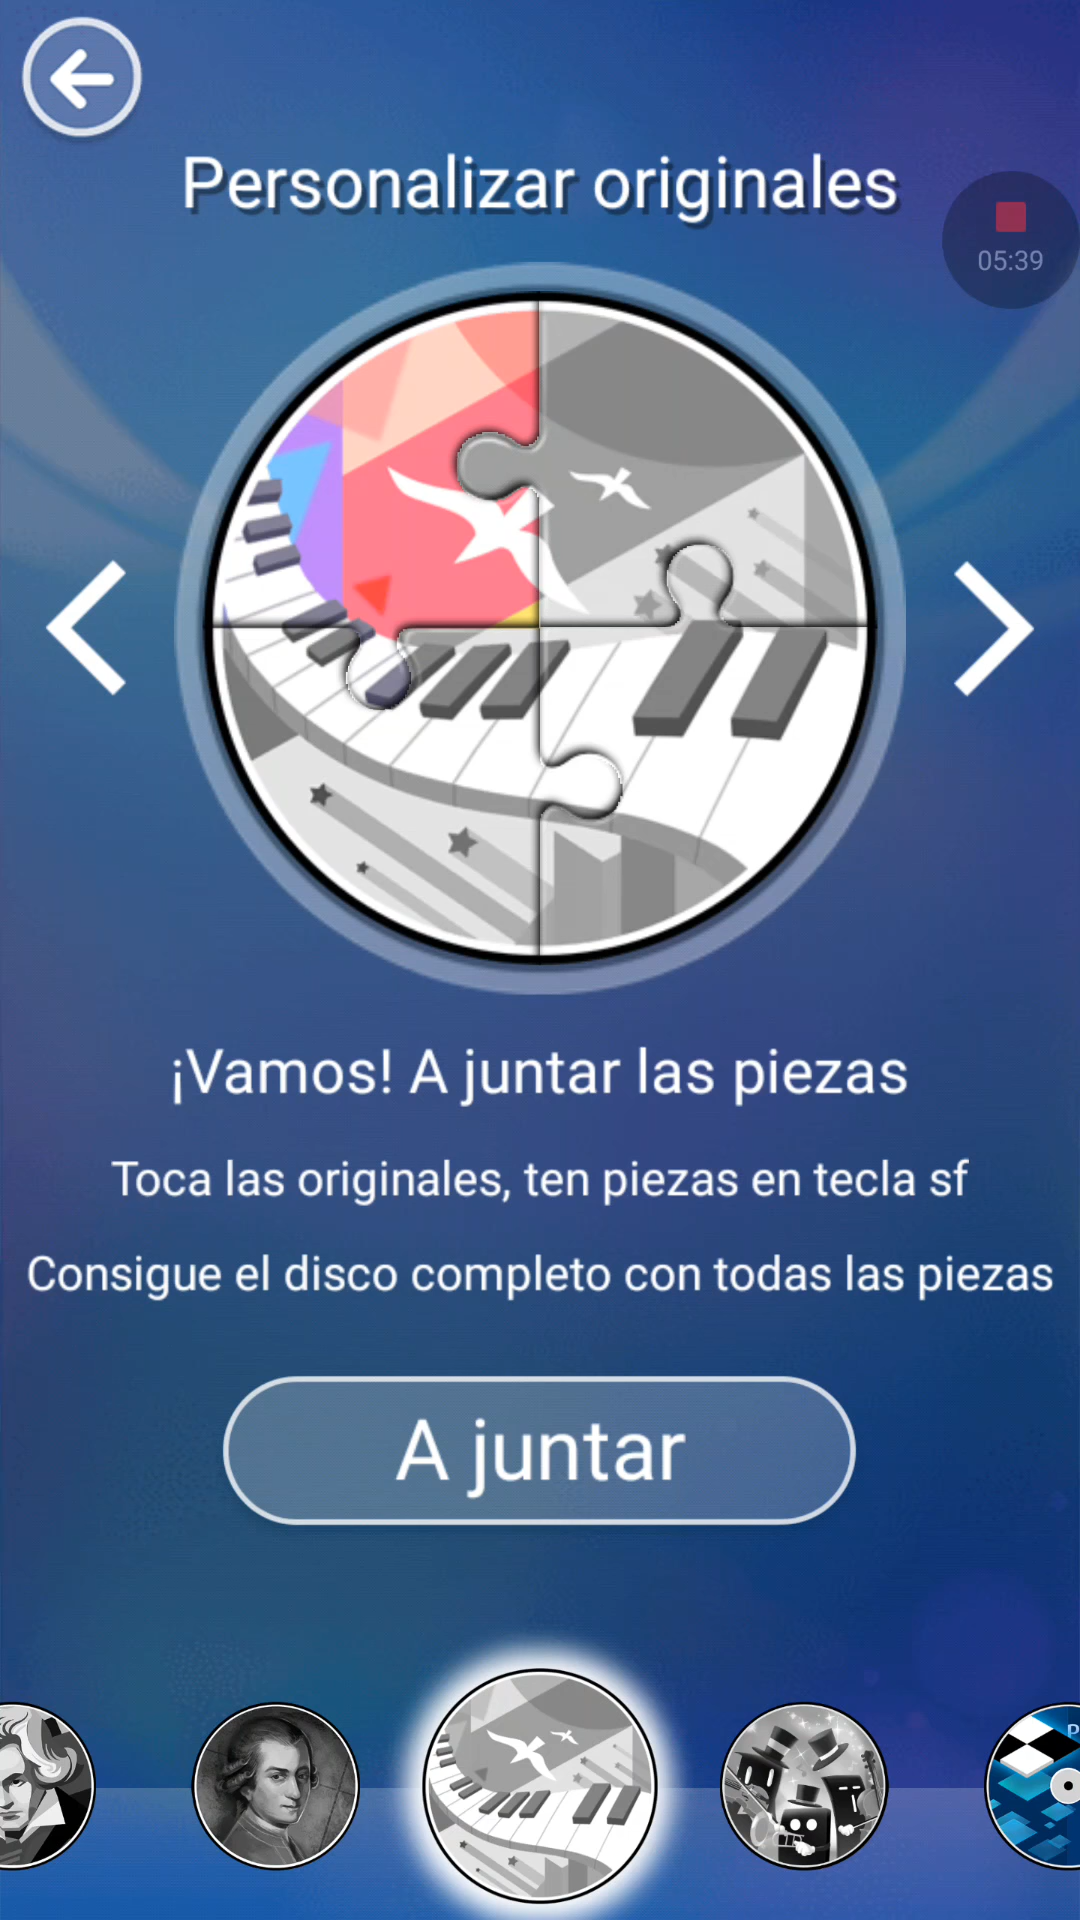 Personalizar originales
05:39
¡Vamos! A juntar las piezas
Toca las originales, ten piezas en tecla sf
Consigue el disco completo con todas las piezas
A juntar